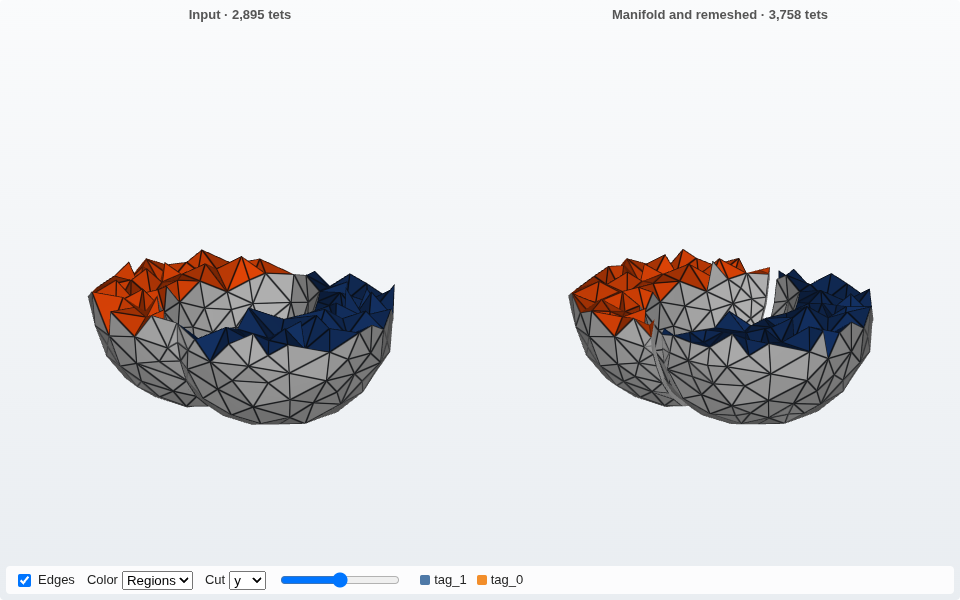 Input · 2,895 tets
Manifold and remeshed · 3,758 tets
Edges Color Regions Cut y tag_1 tag_0